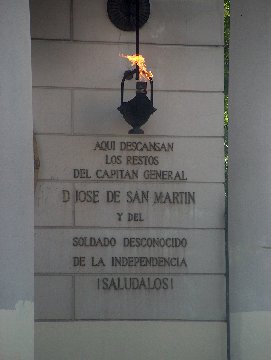 AQUI DESCANSAN
LOS RESTOS
DEL CAPITAN GENERAL
D JOSE DE SAN MARTIN
Y DEL
SOLDADO DESCONOCIDO
DE LA INDEPENDENCIA
¡SALUDALOS!